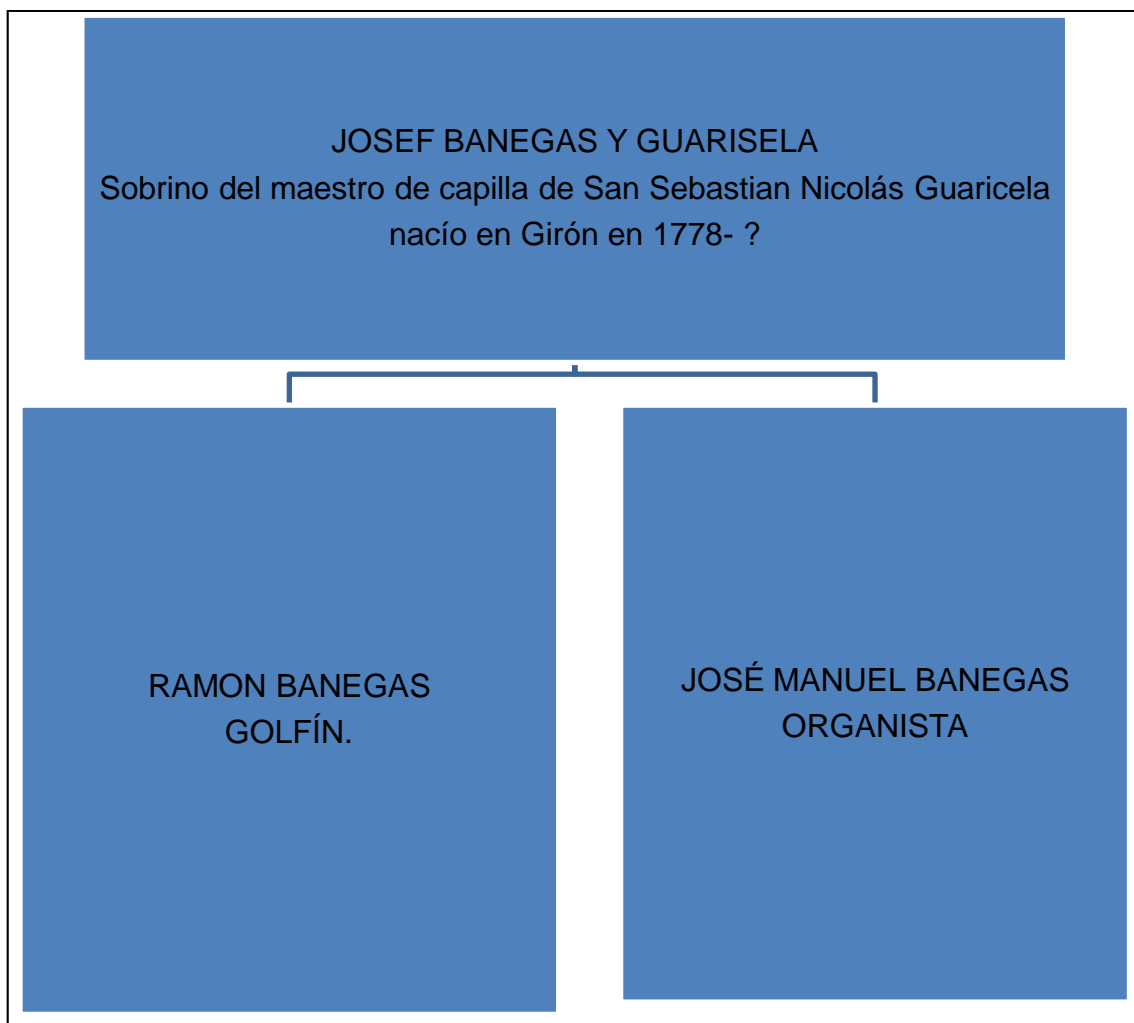 JOSEF BANEGAS Y GUARISELA
Sobrino del maestro de capilla de San Sebastian Nicolás Guaricela
nacío en Girón en 1778- ?
RAMON BANEGAS
GOLFÍN.
JOSÉ MANUEL BANEGAS
ORGANISTA